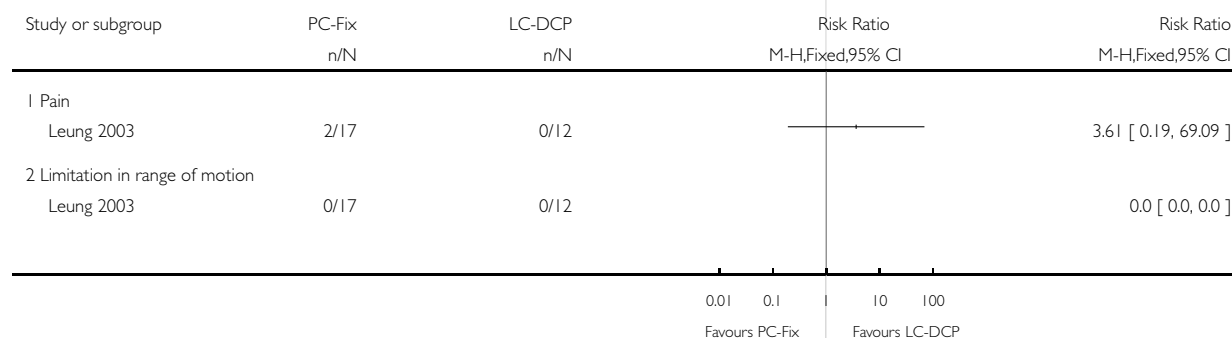 Study or subgroup PC-Fix LC-DCP Risk Ratio Risk Ratio
n/N n/N M-H,Fixed,95% CI M-H,Fixed,95% CI
1 Pain
Leung 2003 2/17 0/12 3.61 [ 0.19, 69.09 ]
2 Limitation in range of motion
Leung 2003 0/17 0/12 0.0 [ 0.0, 0.0 ]
0.01 0.1 1 10 100
Favours PC-Fix Favours LC-DCP